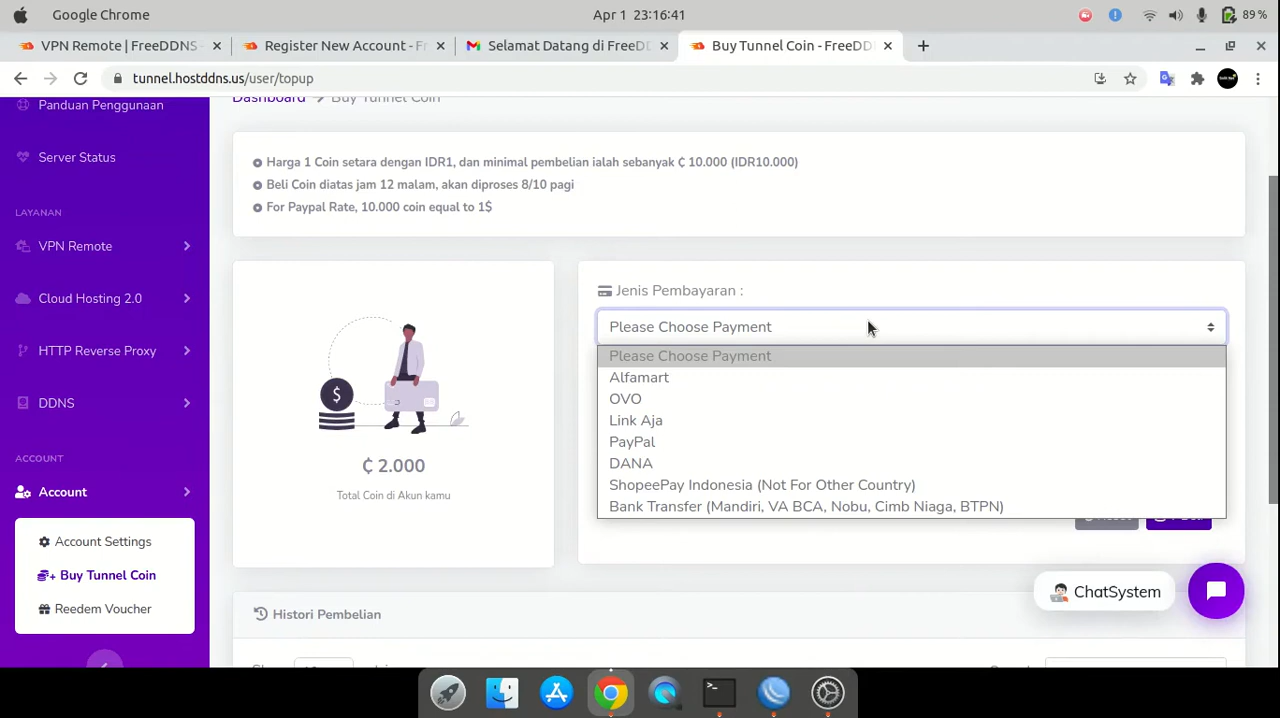 Google Chrome
Apr 1 23:16:41
89 %
VPN Remote | FreeDDNS -
Register New Account - F
Selamat Datang di FreeD
Buy Tunnel Coin - FreeDD
tunnel.hostddns.us/user/topup
Panduan Penggunaan
Server Status
LAYANAN
VPN Remote
Cloud Hosting 2.0
HTTP Reverse Proxy
DDNS
ACCOUNT
Account
Account Settings
Buy Tunnel Coin
Reedem Voucher
Dashboard
Buy Tunnel Coin
Harga 1 Coin setara dengan IDR1, dan minimal pembelian ialah sebanyak ₵ 10.000 (IDR10.000)
Beli Coin diatas jam 12 malam, akan diproses 8/10 pagi
For Paypal Rate, 10.000 coin equal to 1$
₵ 2.000
Total Coin di Akun kamu
Jenis Pembayaran :
Please Choose Payment
Please Choose Payment
Alfamart
OVO
Link Aja
PayPal
DANA
ShopeePay Indonesia (Not For Other Country)
Bank Transfer (Mandiri, VA BCA, Nobu, Cimb Niaga, BTPN)
ChatSystem
Histori Pembelian